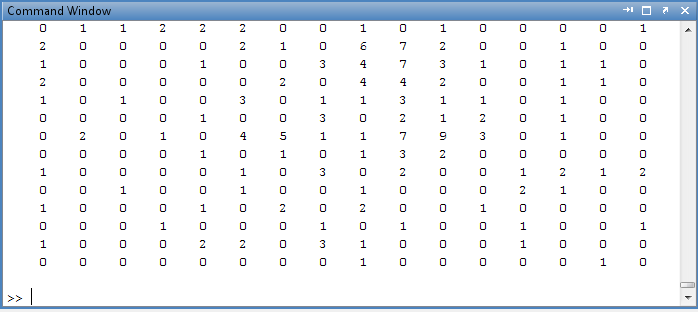 Command Window
0 1 1 2 2 2 0 0 1 0 1 0 0 0 0 1
2 0 0 0 0 2 1 0 6 7 2 0 0 1 0 0
1 0 0 0 1 0 0 3 4 7 3 1 0 1 1 0
2 0 0 0 0 0 2 0 4 4 2 0 0 1 1 0
1 0 1 0 0 3 0 1 1 3 1 1 0 1 0 0
0 0 0 0 1 0 0 3 0 2 1 2 0 0 0 0
0 2 0 1 0 4 5 1 1 7 9 3 0 1 0 0
0 0 0 0 1 0 1 0 1 3 2 0 0 0 0 0
1 0 0 0 0 1 0 3 0 2 0 0 1 2 1 2
0 0 1 0 0 1 0 0 1 0 0 0 2 1 0 0
1 0 0 0 1 0 2 0 2 0 0 1 0 0 0 0
0 0 0 1 0 0 0 1 0 1 0 0 1 0 0 1
1 0 0 0 2 2 0 3 1 0 0 0 1 0 0 0
0 0 0 0 0 0 0 0 1 0 0 0 0 0 1 0
>>